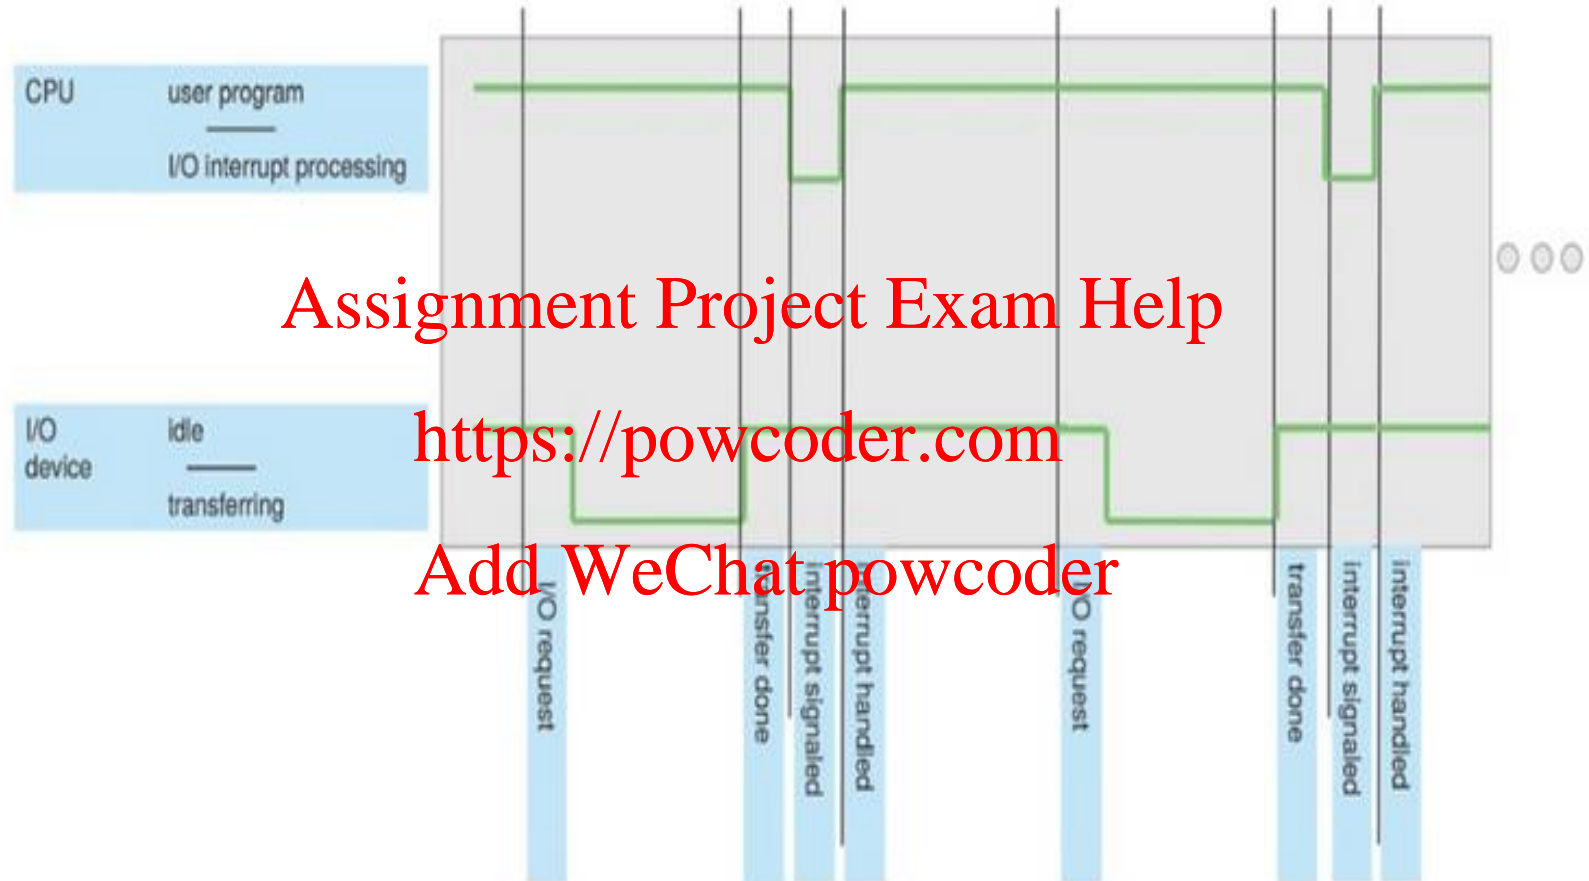 CPU
user program
I/O interrupt processing
Assignment Project Exam Help
I/O
device
idle
transferring
https://powcoder.com
Add WeChat powcoder
I/O request
transfer done
interrupt signaled
interrupt handled
I/O request
transfer done
interrupt signaled
interrupt handled